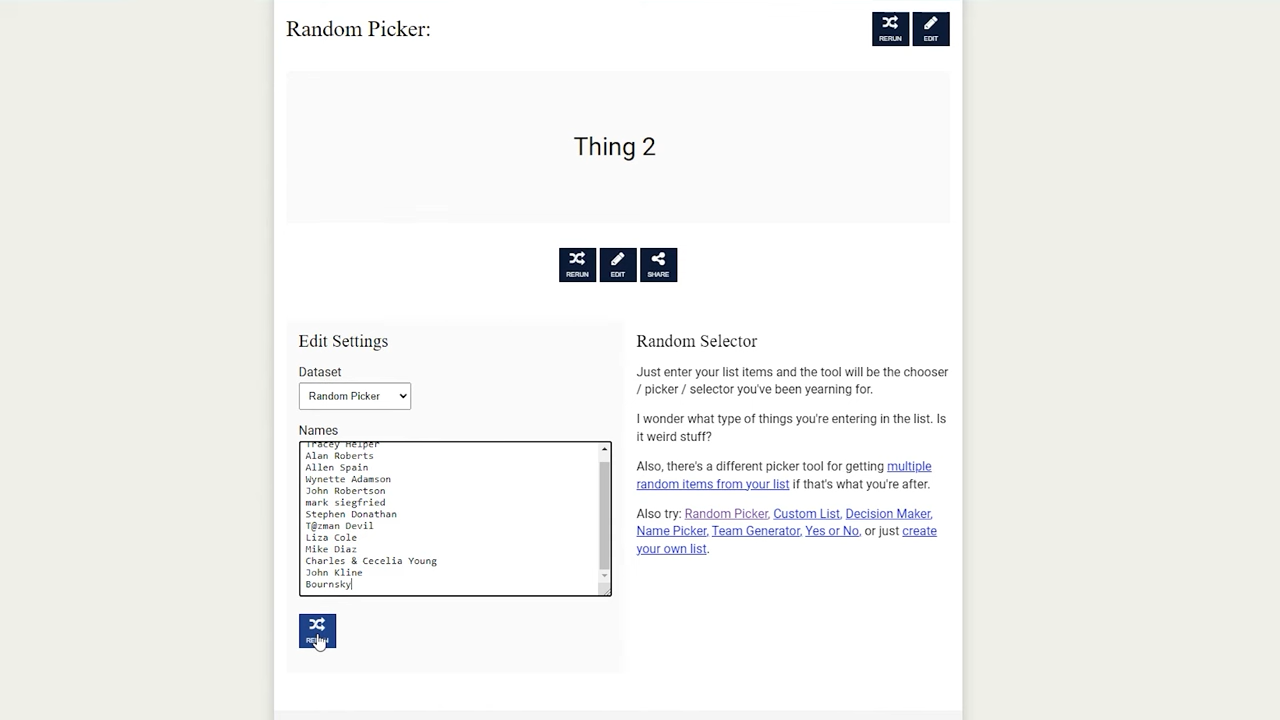 Random Picker:
RERUN
EDIT
Thing 2
RERUN
EDIT
SHARE
Edit Settings
Dataset
Random Picker
Names
Tracey Helper
Alan Roberts
Allen Spain
Wynette Adamson
John Robertson
mark siegfried
Stephen Donathan
T@zman Devil
Liza Cole
Mike Diaz
Charles & Cecelia Young
John Kline
Bournsky
RERUN
Random Selector
Just enter your list items and the tool will be the chooser
/ picker / selector you've been yearning for.
I wonder what type of things you're entering in the list. Is
it weird stuff?
Also, there's a different picker tool for getting multiple
random items from your list if that's what you're after.
Also try: Random Picker, Custom List, Decision Maker,
Name Picker, Team Generator, Yes or No, or just create
your own list.